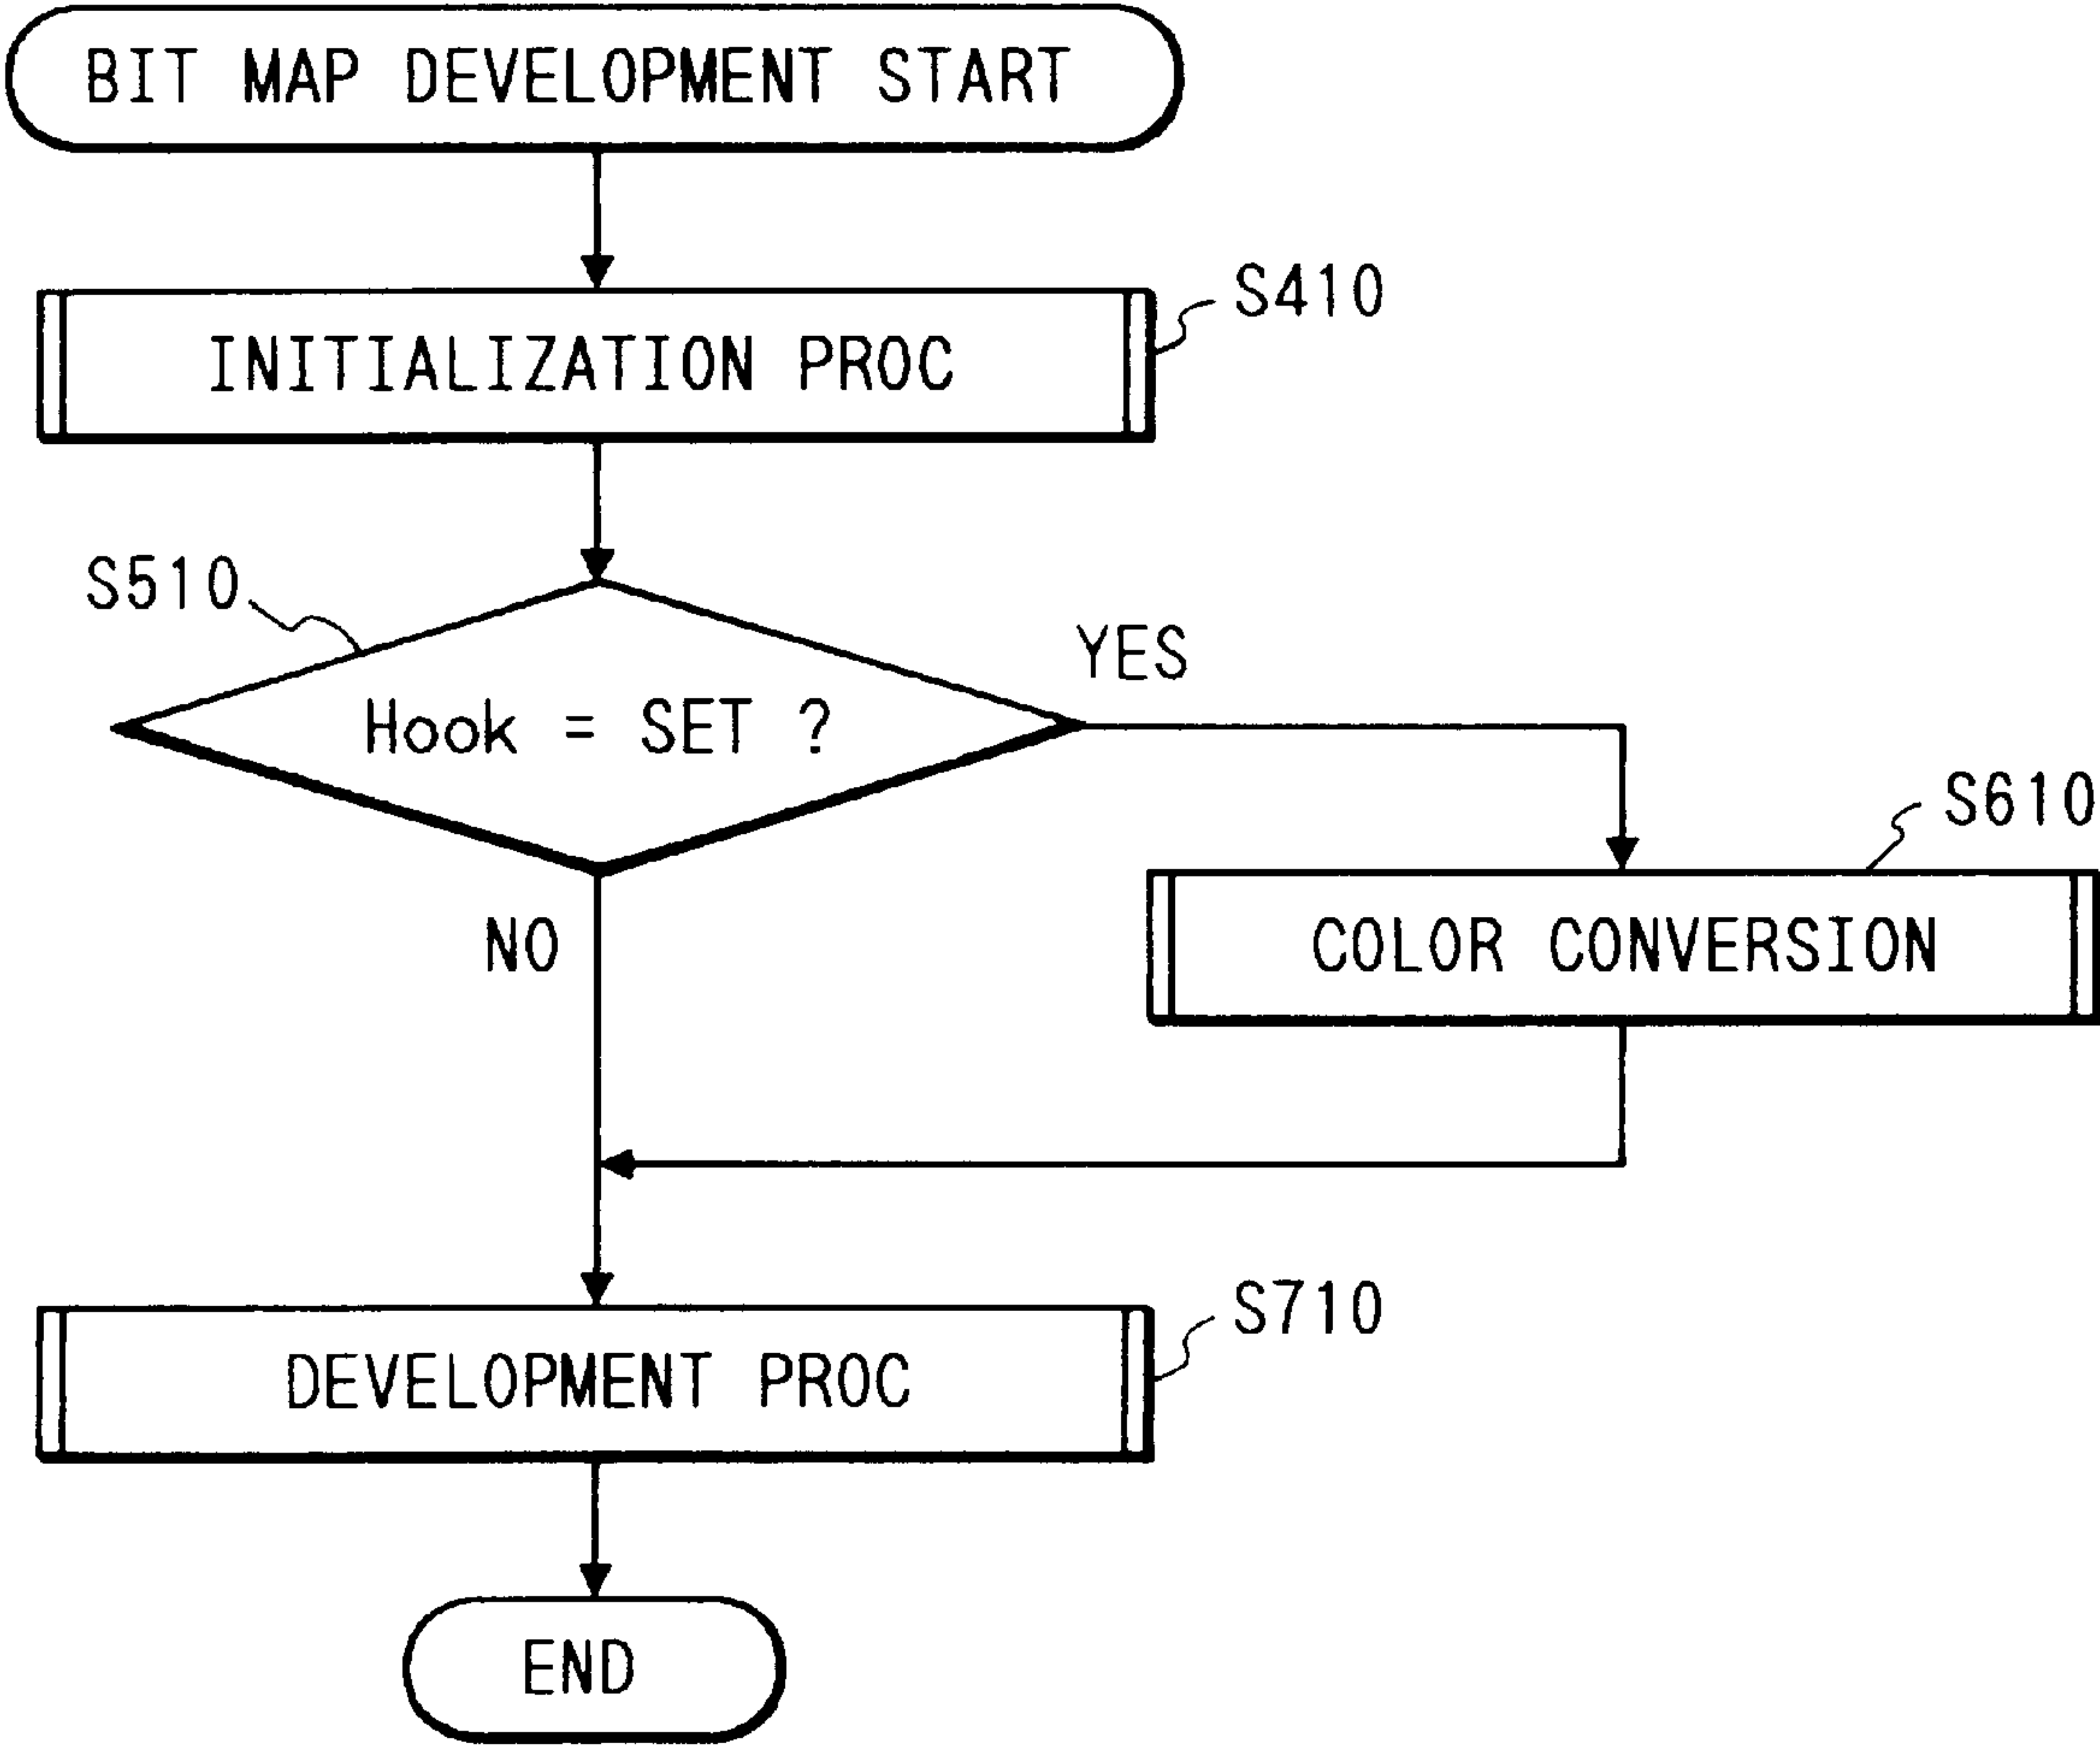 BIT MAP DEVELOPMENT START
S410
INITIALIZATION PROC
S510
YES
Hook = SET ?
S610
NO
COLOR CONVERSION
S710
DEVELOPMENT PROC
END